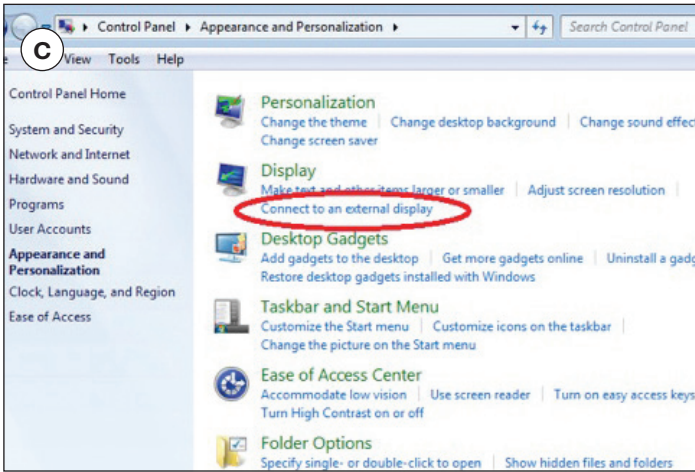 Control Panel ▸ Appearance and Personalization ▸
Search Control Panel
C
View Tools Help
Control Panel Home
System and Security
Network and Internet
Hardware and Sound
Programs
User Accounts
Appearance and
Personalization
Clock, Language, and Region
Ease of Access
Personalization
Change the theme | Change desktop background | Change sound effect
Change screen saver
Display
Make text and other items larger or smaller | Adjust screen resolution |
Connect to an external display
Desktop Gadgets
Add gadgets to the desktop | Get more gadgets online | Uninstall a gadg
Restore desktop gadgets installed with Windows
Taskbar and Start Menu
Customize the Start menu | Customize icons on the taskbar |
Change the picture on the Start menu
Ease of Access Center
Accommodate low vision | Use screen reader | Turn on easy access keys
Turn High Contrast on or off
Folder Options
Specify single- or double-click to open | Show hidden files and folders